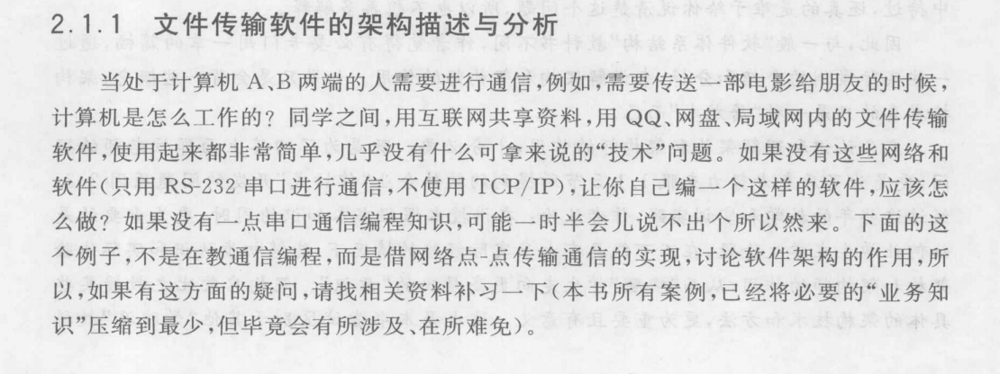 2.1.1 文件传输软件的架构描述与分析
当处于计算机 A、B 两端的人需要进行通信,例如,需要传送一部电影给朋友的时候,
计算机是怎么工作的? 同学之间,用互联网共享资料,用 QQ、网盘、局域网内的文件传输
软件,使用起来都非常简单,几乎没有什么可拿来说的“技术”问题。如果没有这些网络和
软件(只用 RS-232 串口进行通信,不使用 TCP/IP),让你自己编一个这样的软件,应该怎
么做? 如果没有一点串口通信编程知识,可能一时半会儿说不出个所以然来。下面的这
个例子,不是在教通信编程,而是借网络点-点传输通信的实现,讨论软件架构的作用,所
以,如果有这方面的疑问,请找相关资料补习一下(本书所有案例,已经将必要的“业务知
识”压缩到最少,但毕竟会有所涉及、在所难免)。